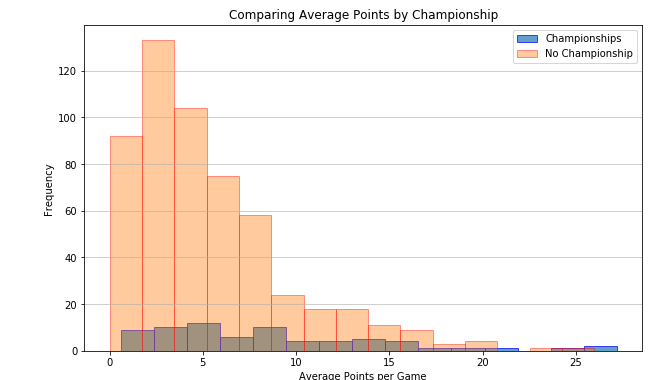 Comparing Average Points by Championship
Championships
No Championship
120
100
80
60
40
20
0
Frequency
0 5 10 15 20 25
Average Points per Game